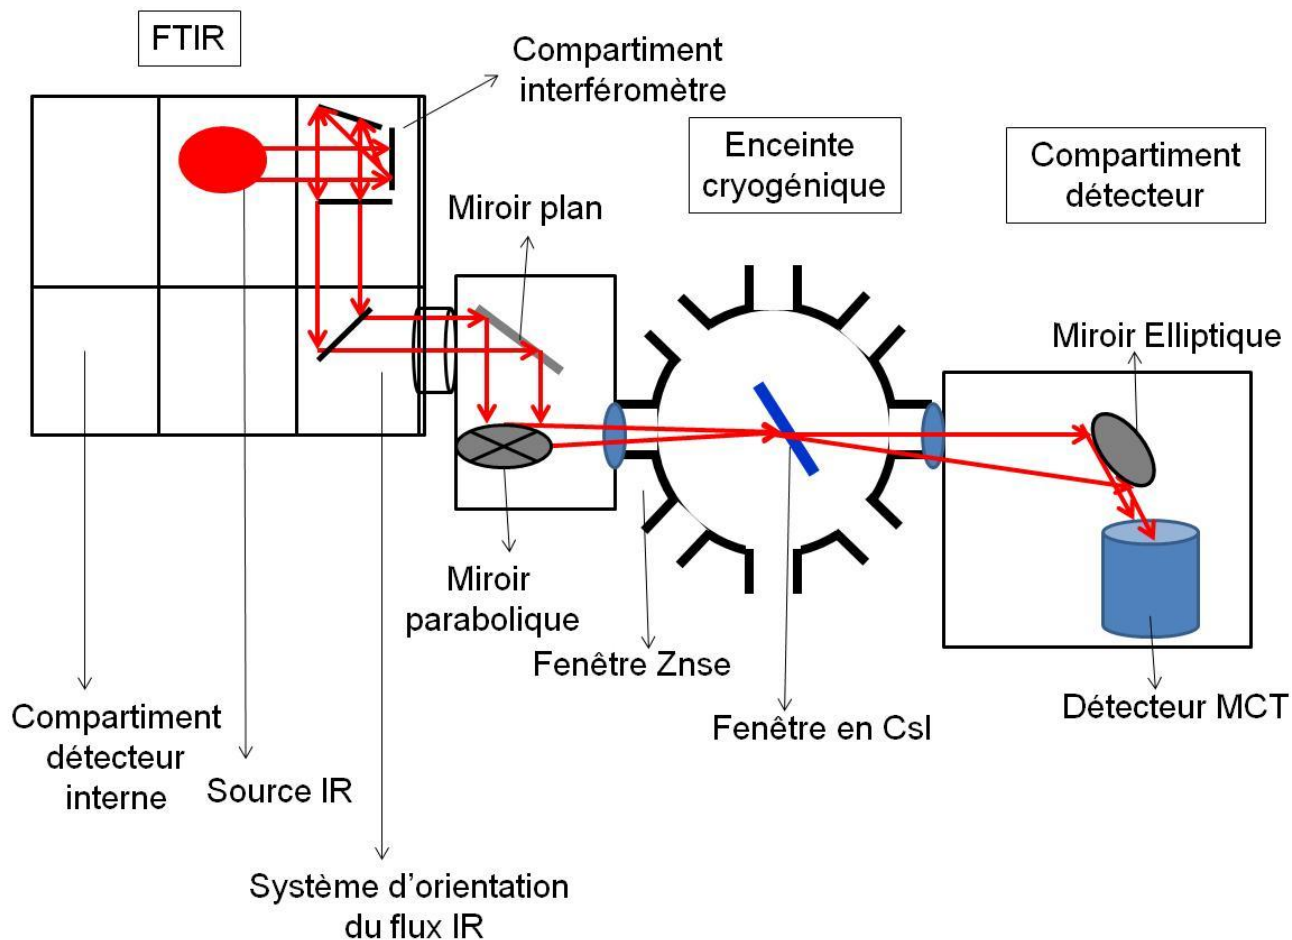 FTIR
Compartiment
interféromètre
Enceinte
cryogénique
Compartiment
détecteur
Miroir plan
Miroir Elliptique
Miroir
parabolique
Fenêtre Znse
Fenêtre en CsI
Détecteur MCT
Compartiment
détecteur
interne
Source IR
Système d'orientation
du flux IR